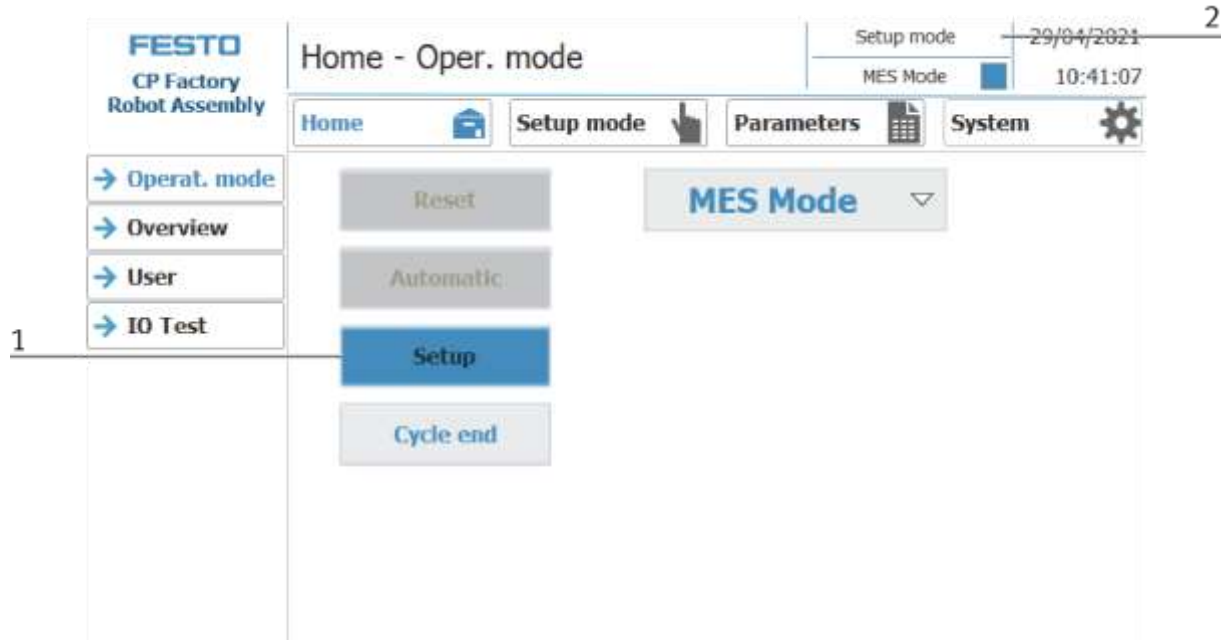 2
FESTO
CP Factory
Robot Assembly
Home - Oper. mode
Setup mode
29/04/2021
MES Mode
10:41:07
Home
Setup mode
Parameters
System
Operat. mode
Overview
User
IO Test
Reset
MES Mode
Automatic
1
Setup
Cycle end